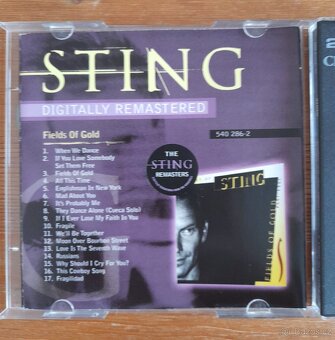 STING
DIGITALLY REMASTERED
Fields Of Gold
540 286-2
1. When We Dance
2. If You Love Somebody
Set Them Free
3. Fields Of Gold
4. All This Time
5. Englishman In New York
6. Mad About You
7. It's Probably Me
8. They Dance Alone (Cueca Solo)
9. If I Ever Lose My Faith In You
10. Fragile
11. We'll Be Together
12. Moon Over Bourbon Street
13. Love Is The Seventh Wave
14. Russians
15. Why Should I Cry For You?
16. This Cowboy Song
17. Fragilidad
THE
STING
REMASTERS
STING
FIELDS OF GOLD
G
2